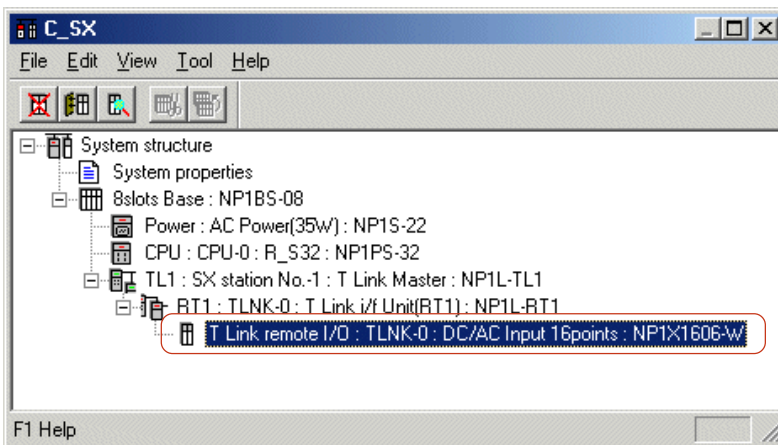 C_SX
File Edit View Tool Help
System structure
System properties
8slots Base : NP1BS-08
Power : AC Power(35W) : NP1S-22
CPU : CPU-0 : R_S32 : NP1PS-32
TL1 : SX station No.-1 : T Link Master : NP1L-TL1
RT1 : TLNK-0 : T Link i/f Unit(RT1) : NP1L-RT1
T Link remote I/O : TLNK-0 : DC/AC Input 16points : NP1X1606-W
F1 Help